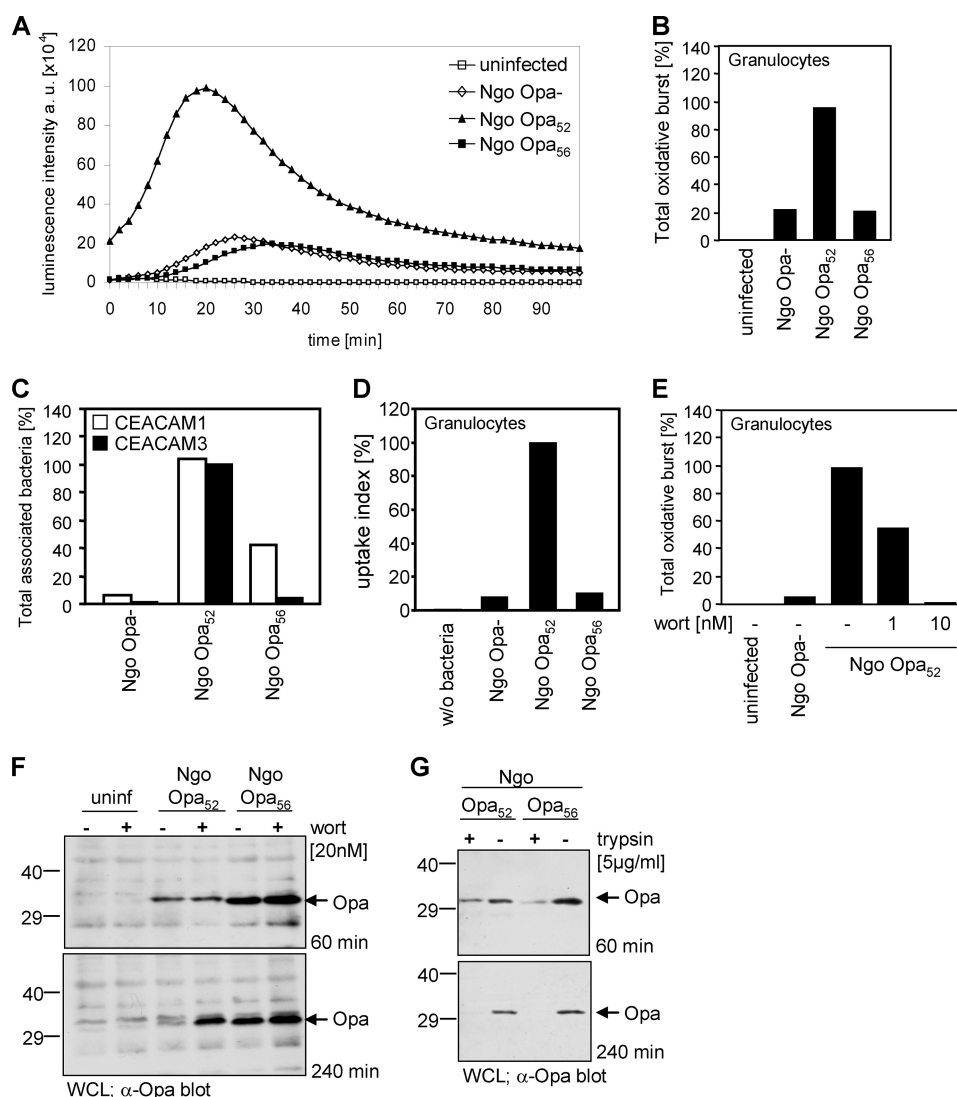 A
luminescence intensity a. u. [x10⁴]
120
100
80
60
40
20
0
0 10 20 30 40 50 60 70 80 90
time [min]
uninfected
Ngo Opa-
Ngo Opa₅₂
Ngo Opa₅₆
B
Total oxidative burst [%]
140
120
100
80
60
40
20
0
Granulocytes
uninfected
Ngo Opa-
Ngo Opa₅₂
Ngo Opa₅₆
C
Total associated bacteria [%]
140
120
100
80
60
40
20
0
CEACAM1
CEACAM3
Ngo Opa-
Ngo Opa₅₂
Ngo Opa₅₆
D
uptake index [%]
120
100
80
60
40
20
0
Granulocytes
w/o bacteria
Ngo Opa-
Ngo Opa₅₂
Ngo Opa₅₆
E
Total oxidative burst [%]
140
120
100
80
60
40
20
0
Granulocytes
wort [nM] - - - 1 10
uninfected
Ngo Opa-
Ngo Opa₅₂
F
uninf
Ngo Opa₅₂
Ngo Opa₅₆
- + - + - + wort
[20nM]
40
29
Opa
60 min
40
29
Opa
240 min
WCL; α-Opa blot
G
Ngo
Opa₅₂ Opa₅₆
+ - + - trypsin
[5µg/ml]
40
29
Opa
60 min
40
29
Opa
240 min
WCL; α-Opa blot